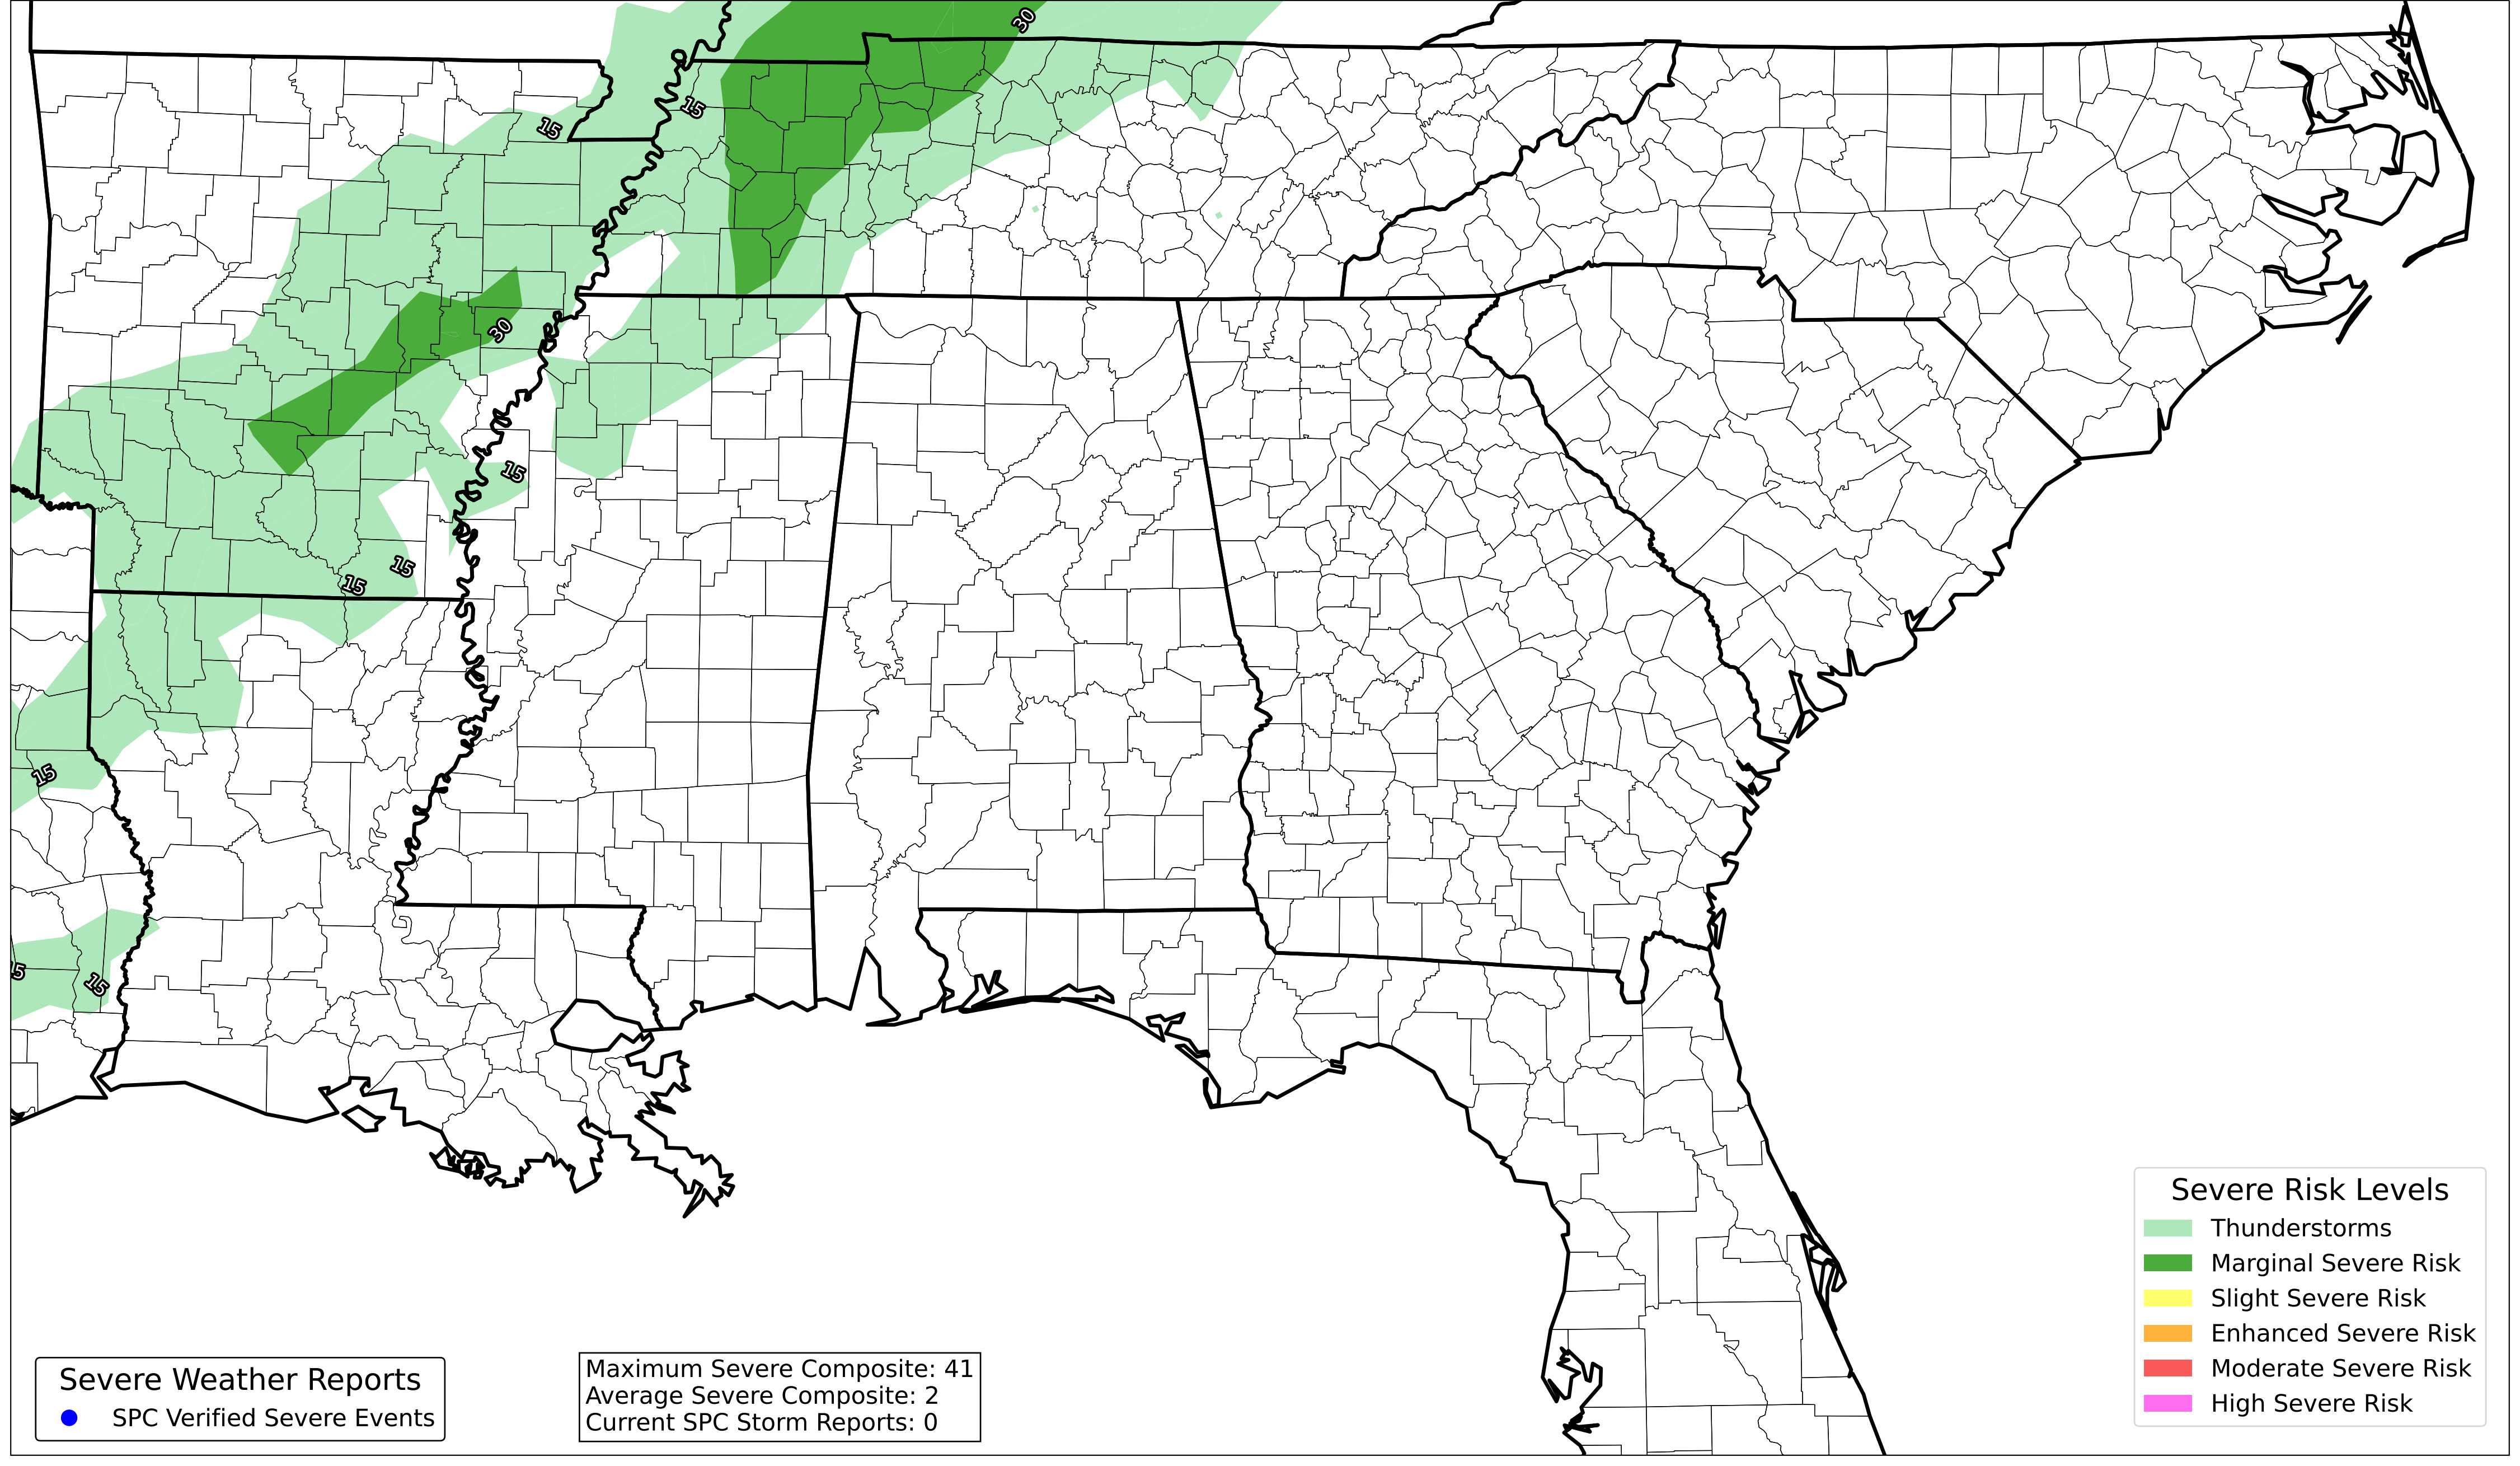 30
15
15
30
15
15
15
15
15
15
Severe Risk Levels
Thunderstorms
Marginal Severe Risk
Slight Severe Risk
Enhanced Severe Risk
Moderate Severe Risk
High Severe Risk
Severe Weather Reports
SPC Verified Severe Events
Maximum Severe Composite: 41
Average Severe Composite: 2
Current SPC Storm Reports: 0